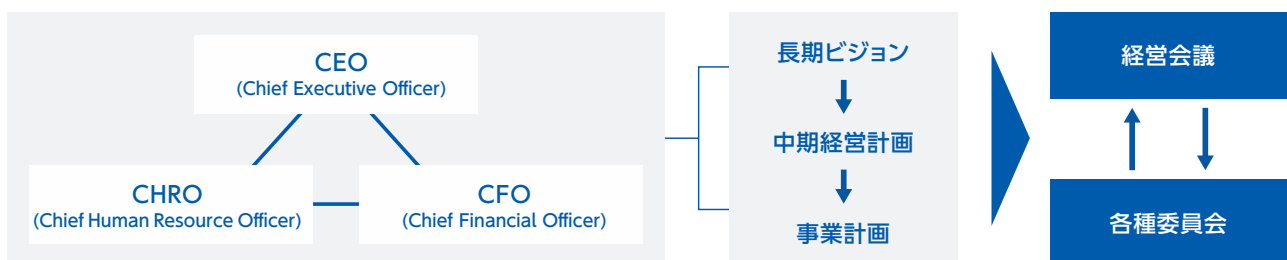 CEO
(Chief Executive Officer)
CHRO
(Chief Human Resource Officer)
CFO
(Chief Financial Officer)
長期ビジョン
中期経営計画
事業計画
経営会議
各種委員会